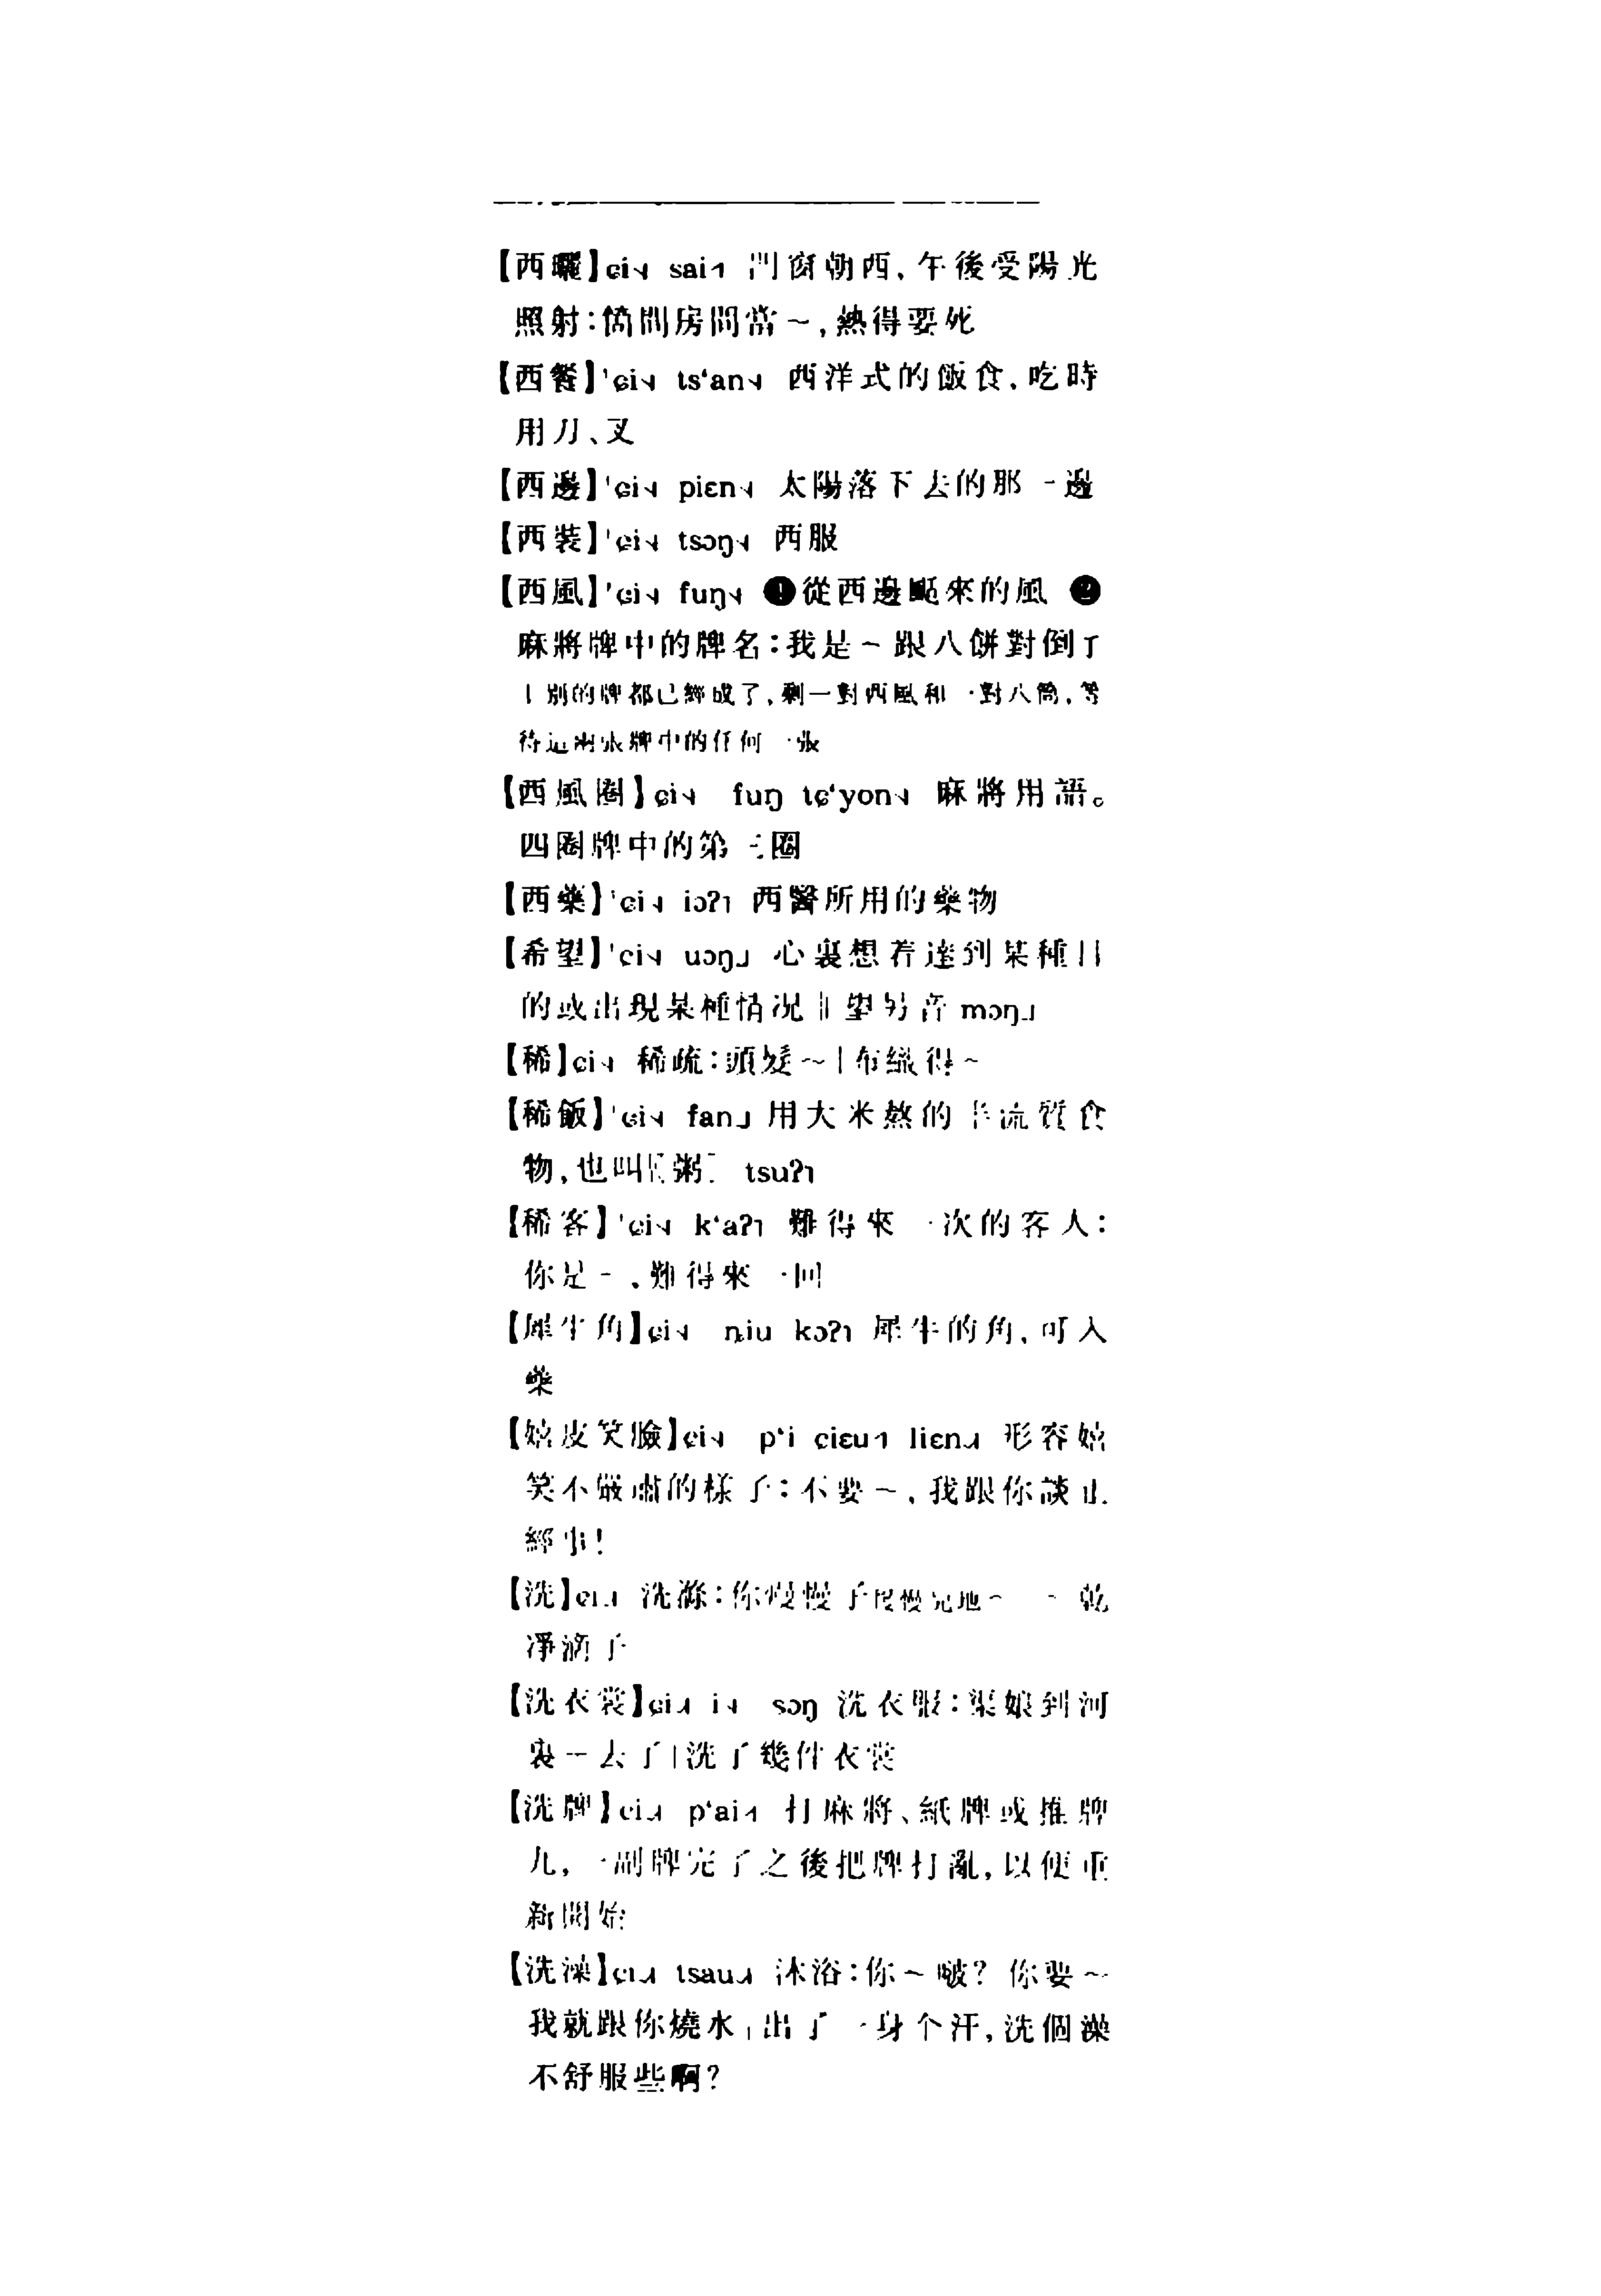 【西曬】ɕi˨ sai˦ 門窗朝西，午後受陽光
照射：箇間房間當～，熱得要死
【西餐】ˈɕi˨ tsʻan˨ 西洋式的飯食，吃時
用刀、叉
【西邊】ˈɕi˨ piɛn˨ 太陽落下去的那一邊
【西裝】ˈɕi˨ tsɔŋ˨ 西服
【西風】ˈɕi˨ fuŋ˨ ❶從西邊颳來的風 ❷
麻將牌中的牌名：我是～跟八餅對倒了
｜別的牌都已經成了，剩一對西風和一對八筒，等
待這兩張牌中的任何一張
【西風圈】ɕi˨ fuŋ tɕʻyon˨ 麻將用語。
四圈牌中的第三圈
【西藥】ˈɕi˨ iɔʔ˥ 西醫所用的藥物
【希望】ˈɕi˨ uɔŋ˩ 心裏想着達到某種目
的或出現某種情況‖望另音 mɔŋ˩
【稀】ɕi˨ 稀疏：頭髮～｜布織得～
【稀飯】ˈɕi˨ fan˩ 用大米熬的半流質食
物，也叫〖粥〗 tsuʔ˥
【稀客】ˈɕi˨ kʻaʔ˥ 難得來一次的客人：
你是～，難得來一回
【犀牛角】ɕi˨ ȵiu kɔʔ˥ 犀牛的角，可入
藥
【嬉皮笑臉】ɕi˨ pʻi ɕiɛu˦ liɛn˩ 形容嬉
笑不嚴肅的樣子：不要～，我跟你談正
經事！
【洗】ɕi˩ 洗滌：你慢慢子慢慢兒地～一～乾
凈滴子
【洗衣裳】ɕi˩ i˨ sɔŋ 洗衣服：渠娘到河
裏～去了｜洗了幾件衣裳
【洗牌】ɕi˩ pʻai˧ 打麻將、紙牌或推牌
九，一副牌完了之後把牌打亂，以便重
新開始
【洗澡】ɕi˩ tsau˩ 沐浴：你～啵？你要～
我就跟你燒水｜出了一身个汗，洗個澡
不舒服些啊？